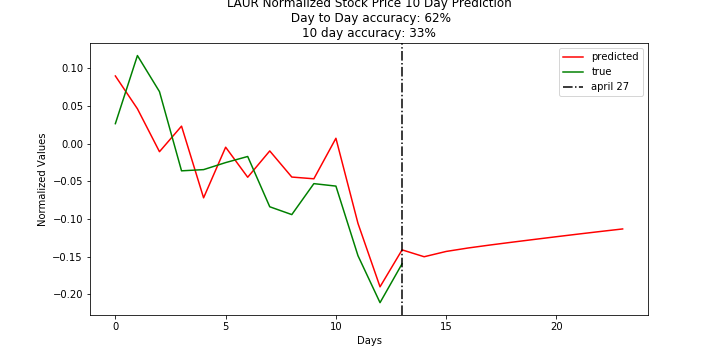 LAUR Normalized Stock Price 10 Day Prediction
Day to Day accuracy: 62%
10 day accuracy: 33%
predicted
true
april 27
0.10
0.05
0.00
−0.05
−0.10
−0.15
−0.20
Normalized Values
0
5
10
15
20
Days